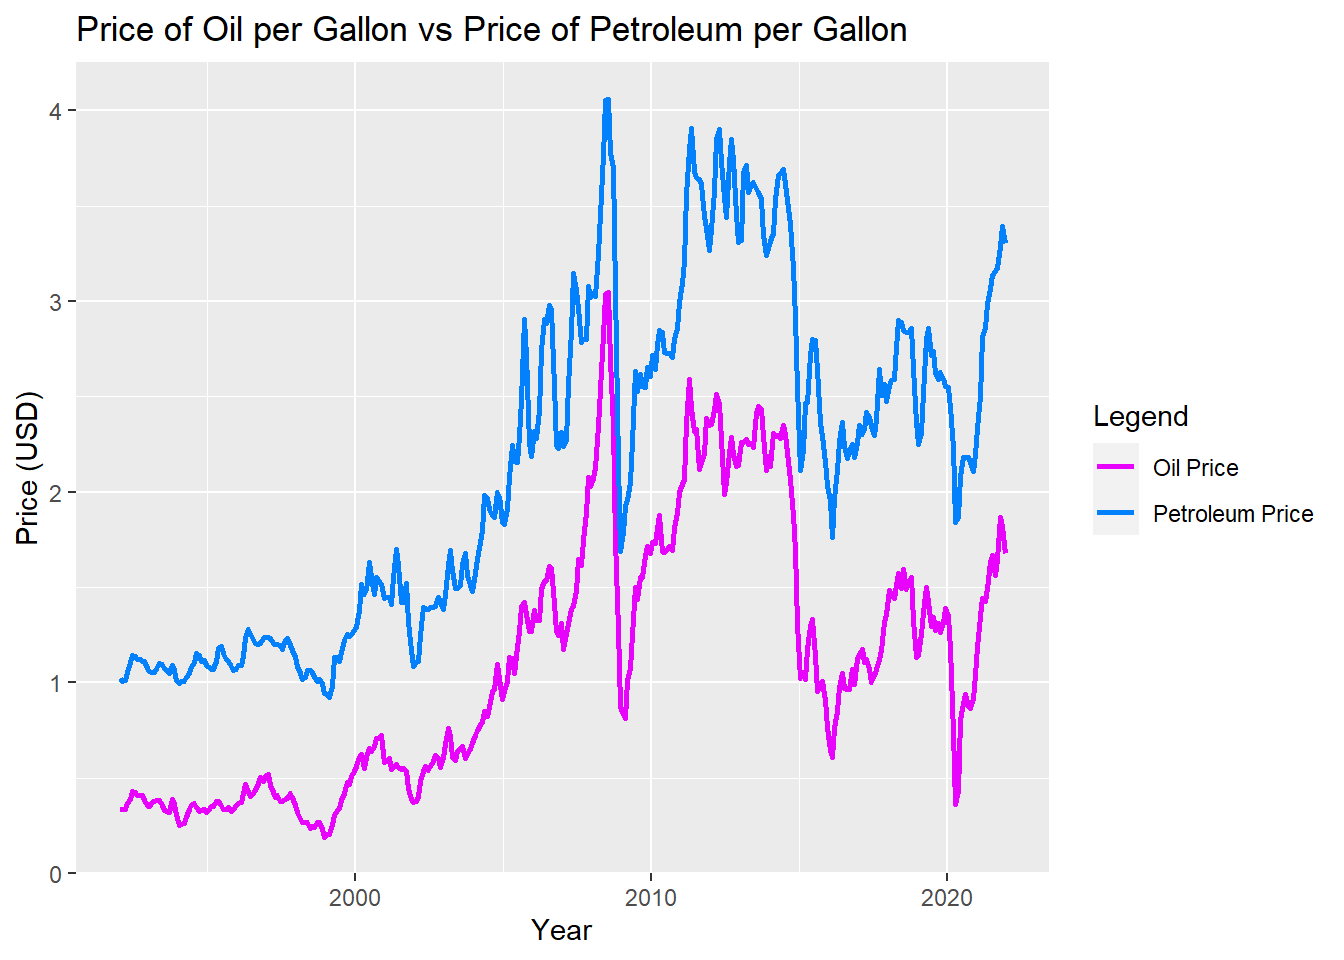 Price of Oil per Gallon vs Price of Petroleum per Gallon
Price (USD)
4
3
2
1
0
2000
2010
2020
Year
Legend
Oil Price
Petroleum Price